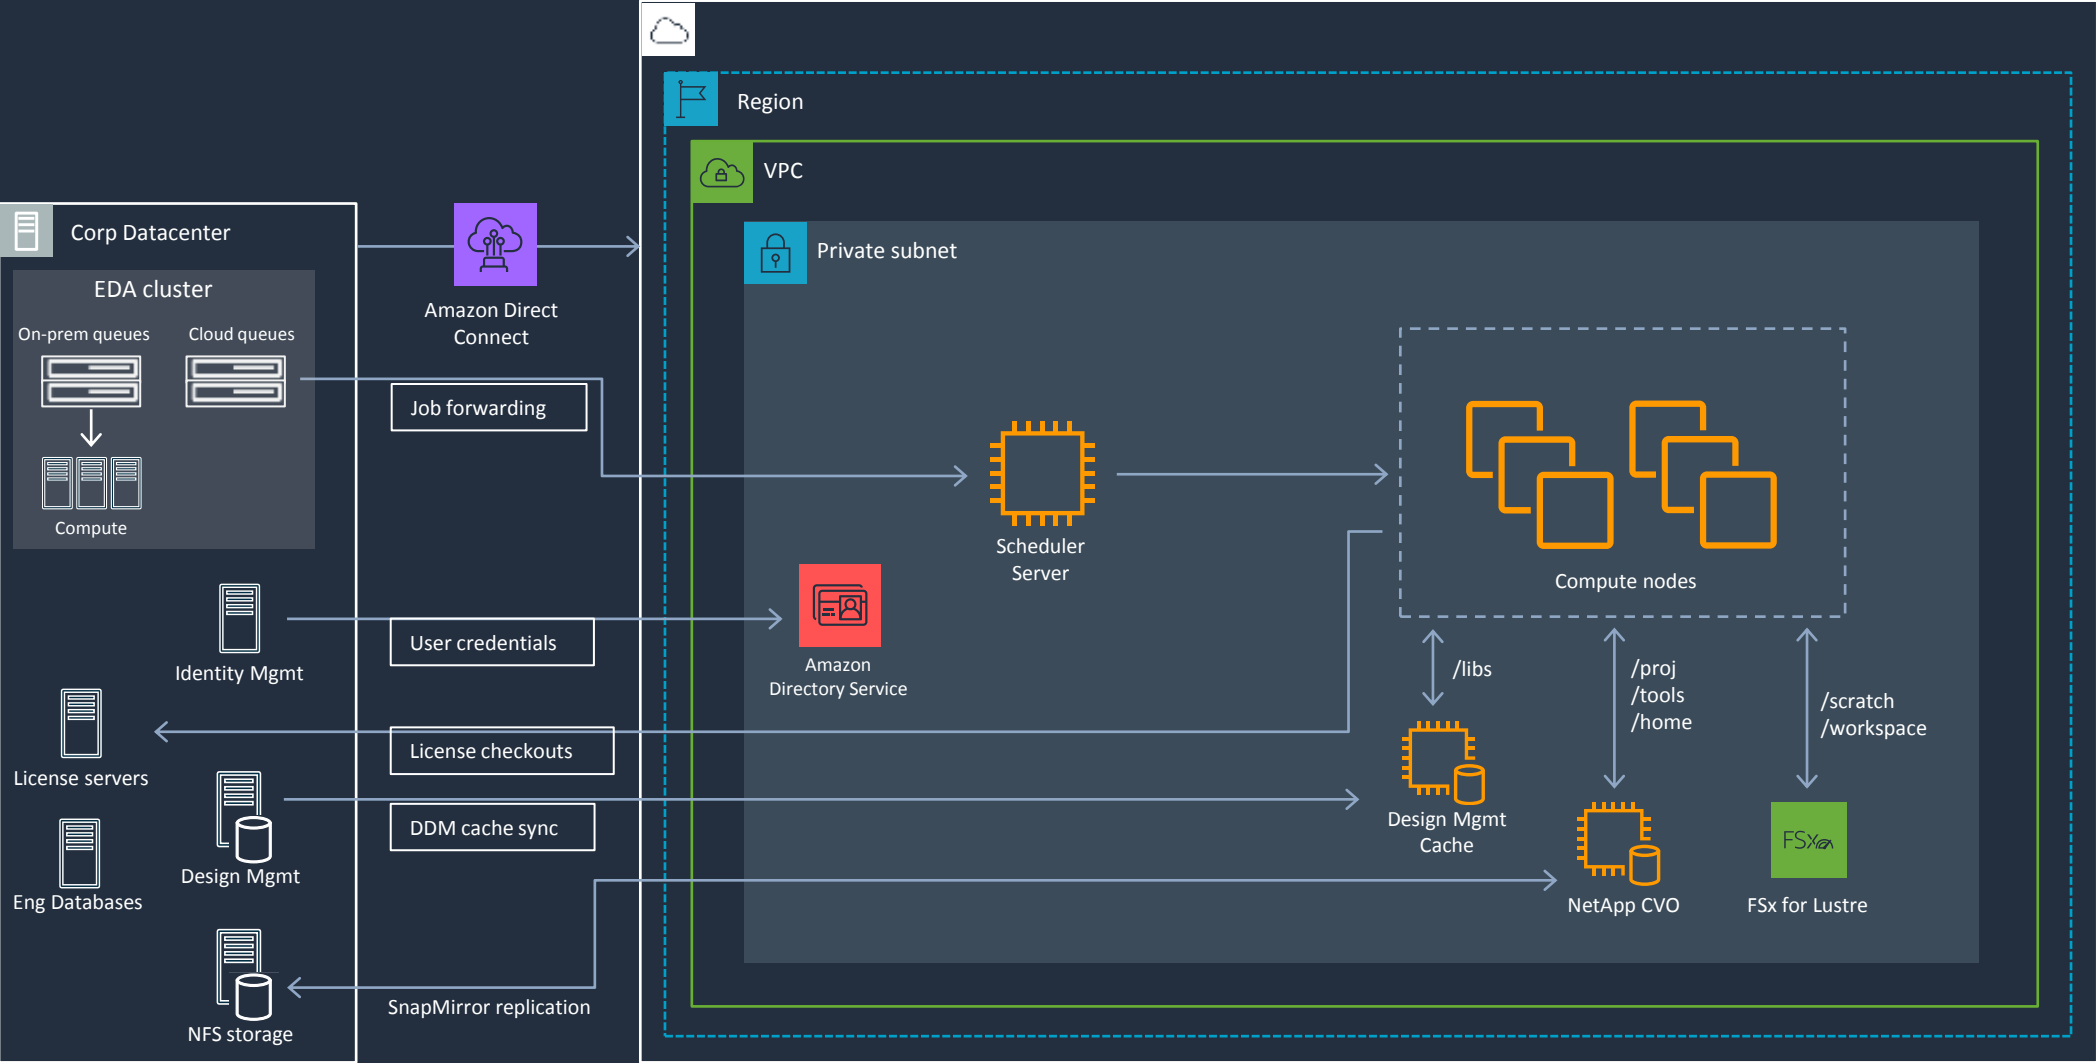 Region
VPC
Corp Datacenter
Private subnet
EDA cluster
Amazon Direct
Connect
On-prem queues
Cloud queues
Job forwarding
Compute
Scheduler
Server
Compute nodes
Identity Mgmt
User credentials
Amazon
Directory Service
/libs
/proj
/tools
/home
/scratch
/workspace
License servers
License checkouts
Design Mgmt
DDM cache sync
Design Mgmt
Cache
FSx
Eng Databases
NetApp CVO
FSx for Lustre
NFS storage
SnapMirror replication